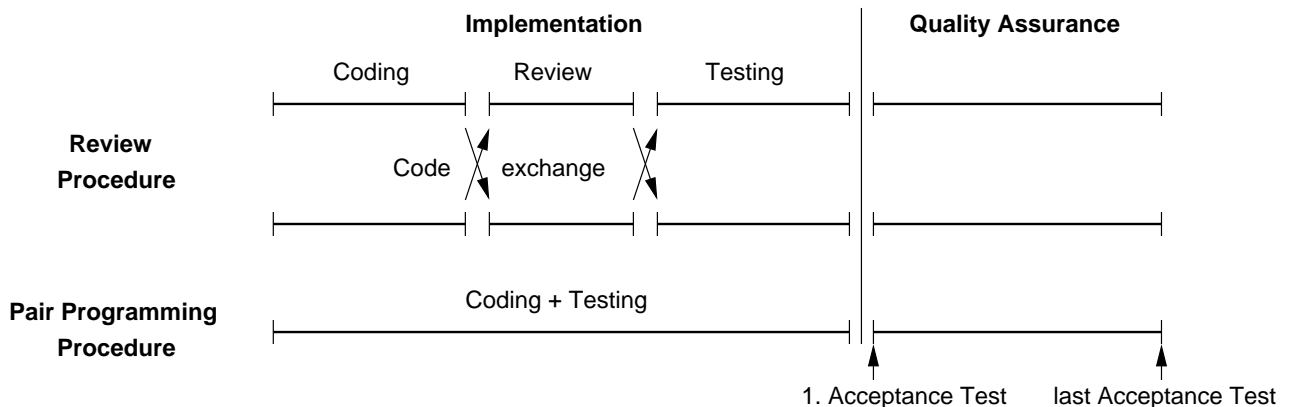 Implementation
Quality Assurance
Coding
Review
Testing
Review
Procedure
Code
exchange
Coding + Testing
Pair Programming
Procedure
1. Acceptance Test
last Acceptance Test